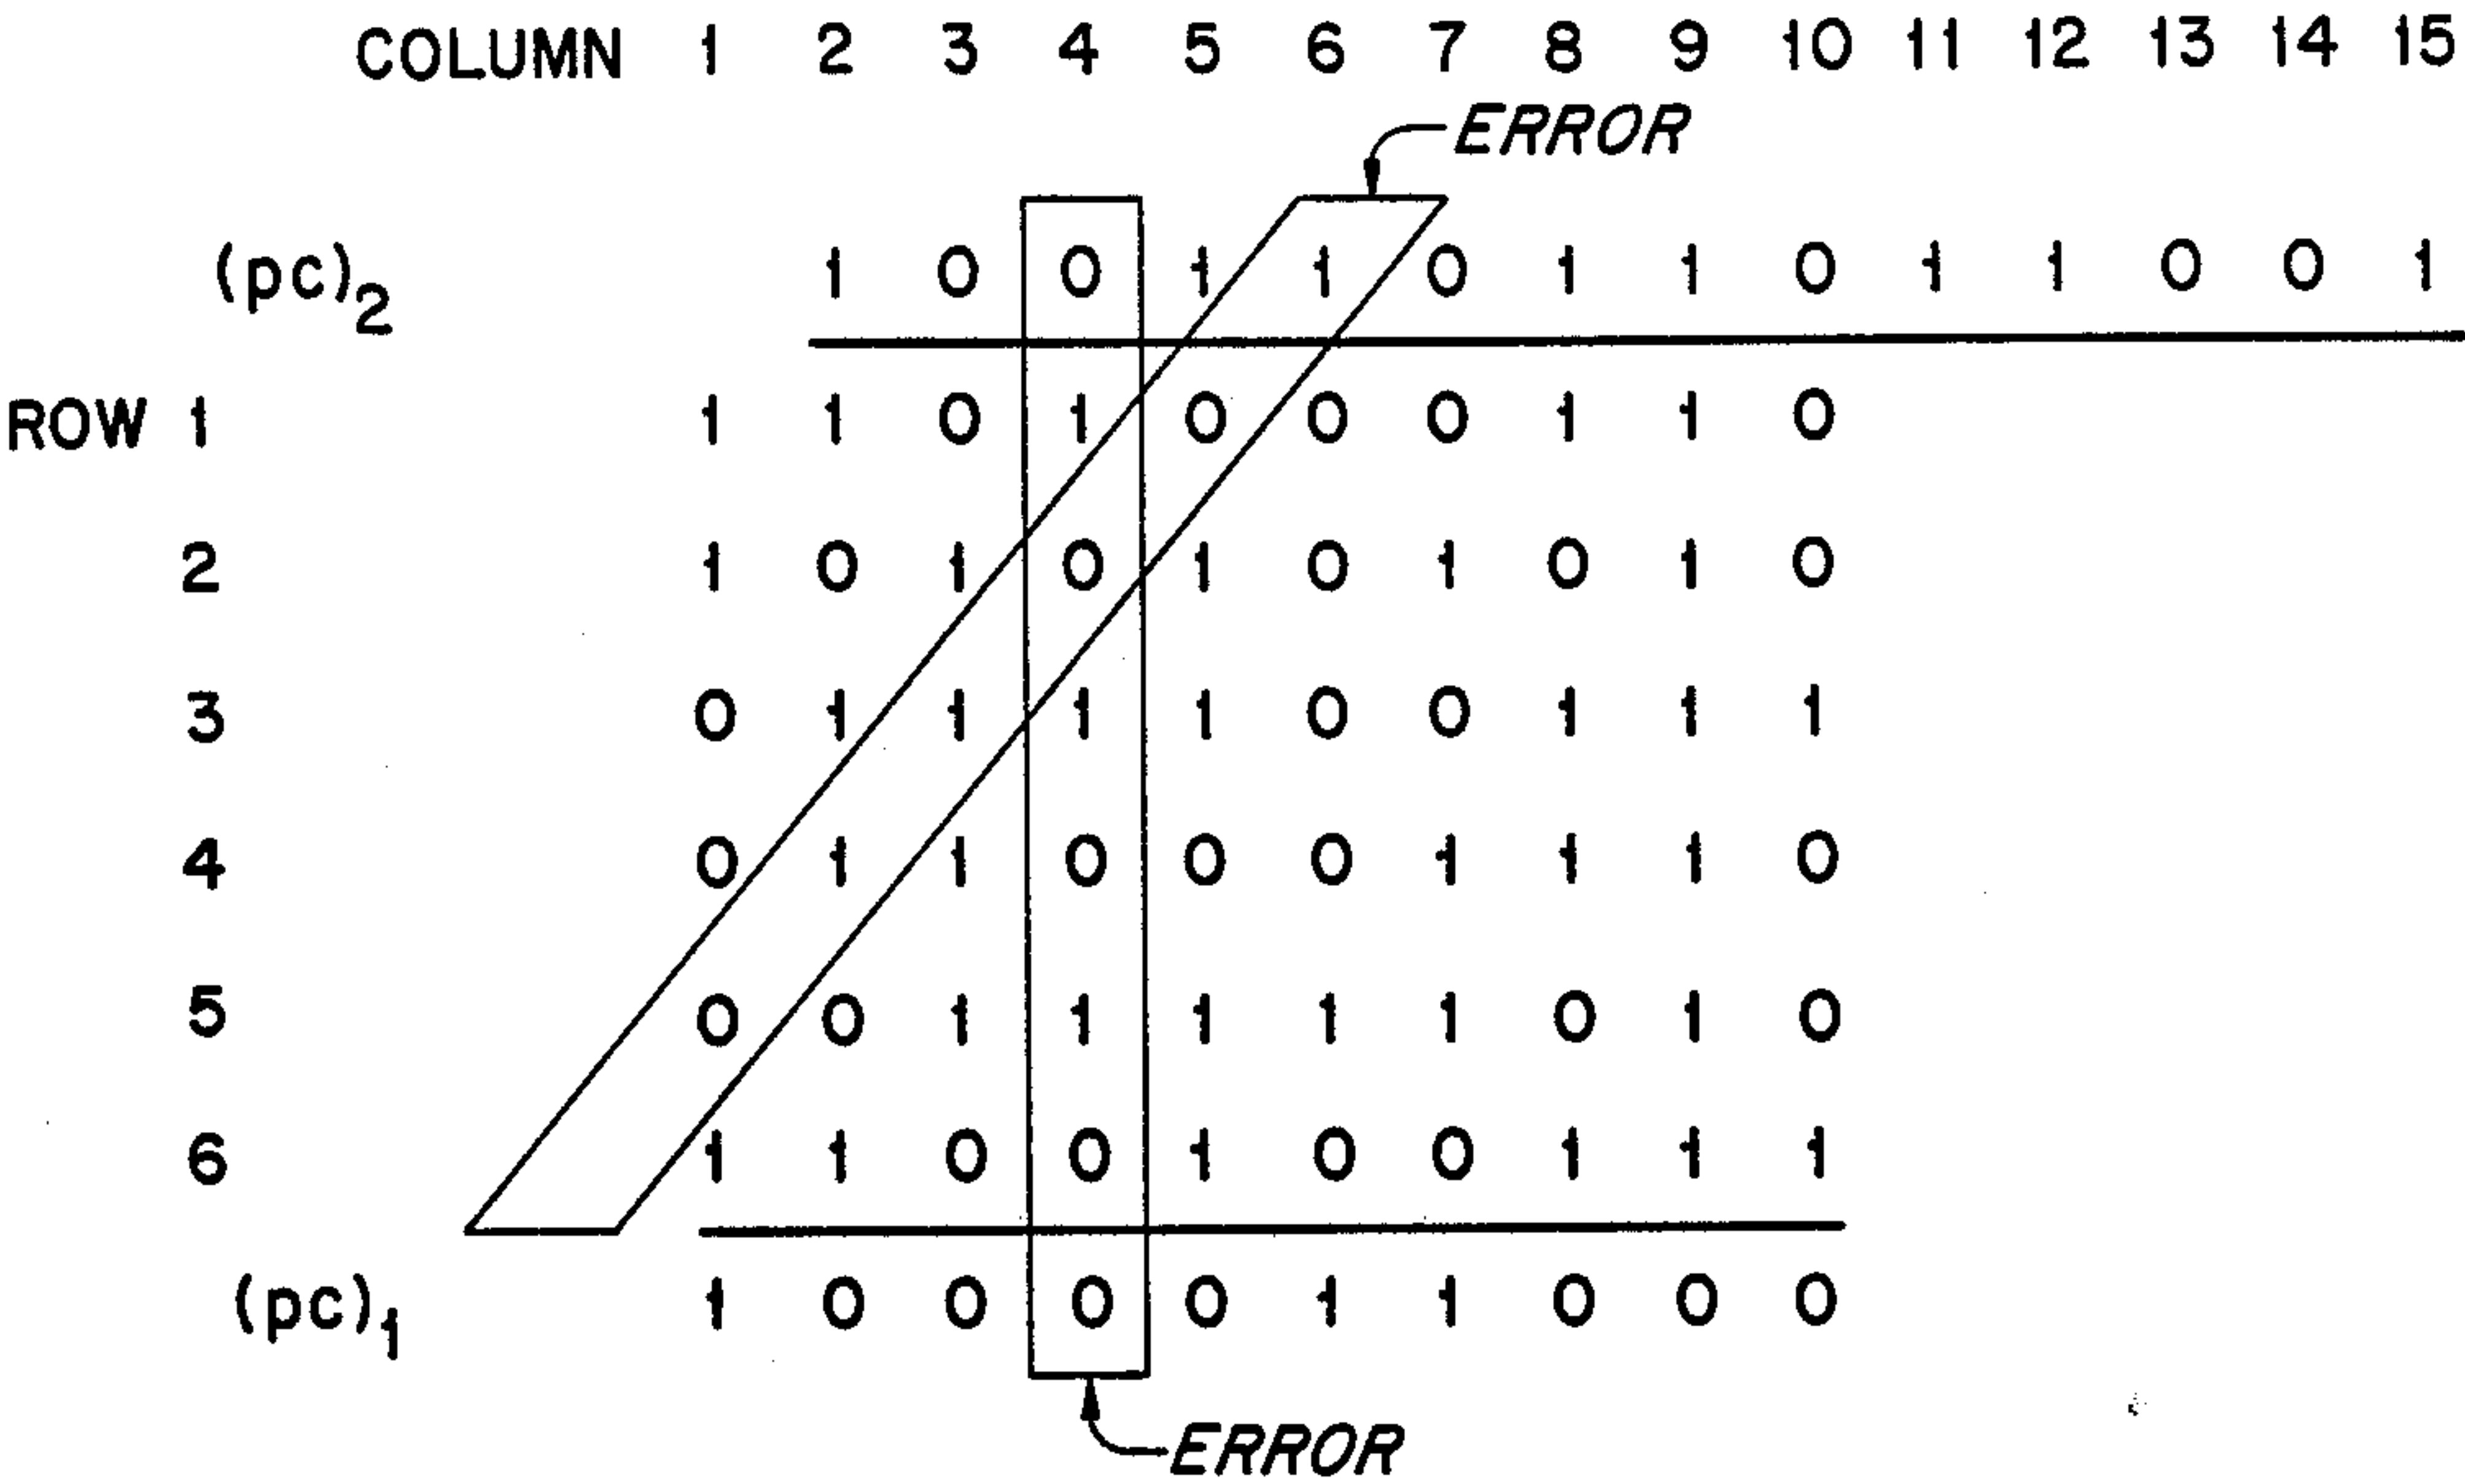 COLUMN 1 2 3 4 5 6 7 8 9 10 11 12 13 14 15
ERROR
(pc)2 1 0 0 1 1 0 1 1 0 1 1 0 0 1
ROW 1 1 1 0 1 0 0 0 1 1 0
2 1 0 1 0 1 0 1 0 1 0
3 0 1 1 1 1 0 0 1 1 1
4 0 1 1 0 0 0 1 1 1 0
5 0 0 1 1 1 1 1 0 1 0
6 1 1 0 0 1 0 0 1 1 1
(pc)1 1 0 0 0 0 1 1 0 0 0
ERROR